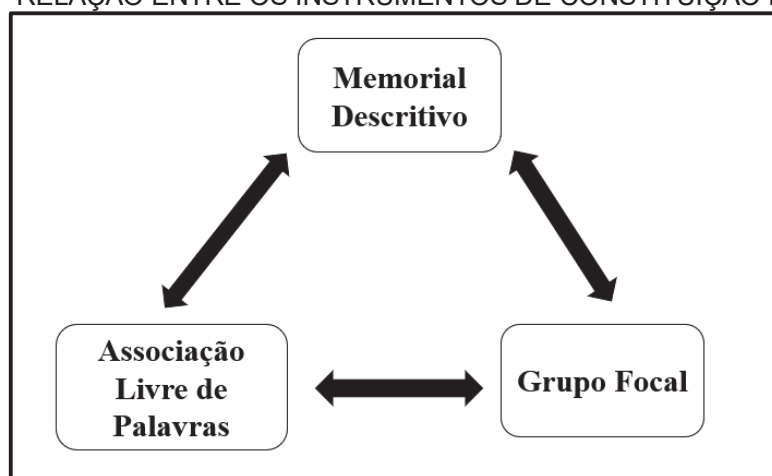 RELAÇÃO ENTRE OS INSTRUMENTOS DE CONSTITUIÇÃO
Memorial
Descritivo
Associação
Livre de
Palavras
Grupo Focal